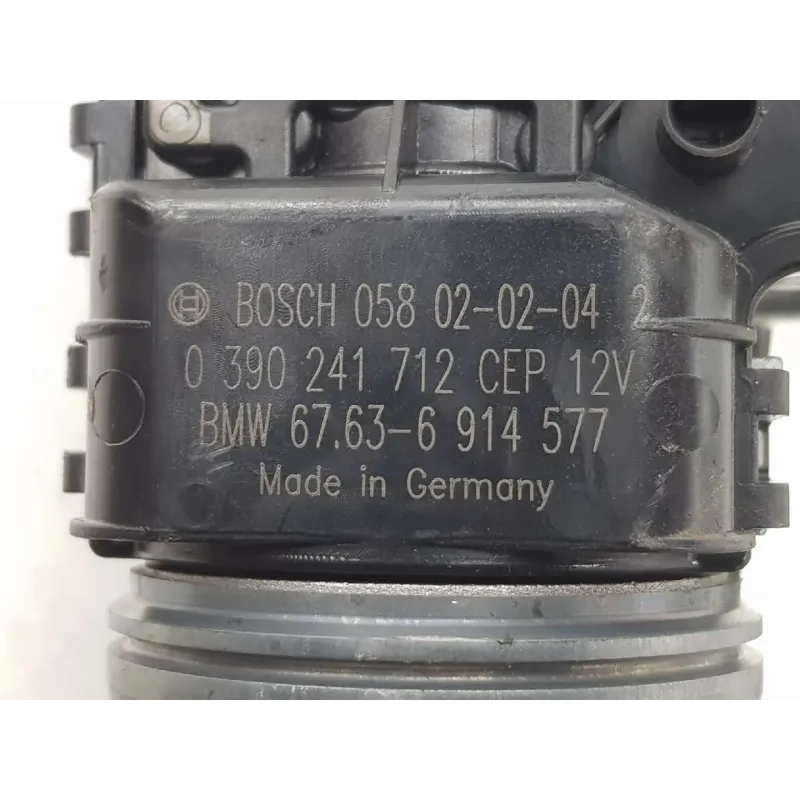 BOSCH 058 02-02-04 2
0 390 241 712 CEP 12V
BMW 67.63-6 914 577
Made in Germany